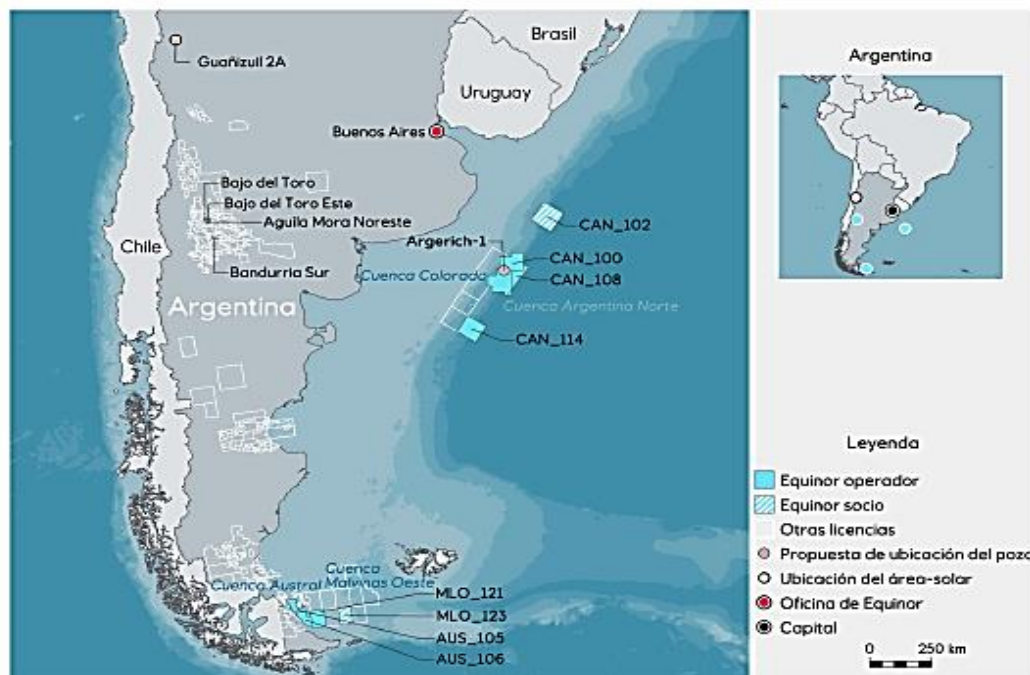 Brasil
Guañizuil 2A
Uruguay
Buenos Aires
Bajo del Toro
Bajo del Toro Este
Aguila Mora Noreste
Chile
Bandurria Sur
Argentina
CAN_102
Argerich-1
CAN_100
Cuenca Colorado
CAN_108
Cuenca Argentina Norte
CAN_114
Cuenca Austral
Cuenca
Malvinas Oeste
MLO_121
MLO_123
AUS_105
AUS_106
Argentina
Leyenda
Equinor operador
Equinor socio
Otras licencias
Propuesta de ubicación del pozo
Ubicación del área-solar
Oficina de Equinor
Capital
0 250 km